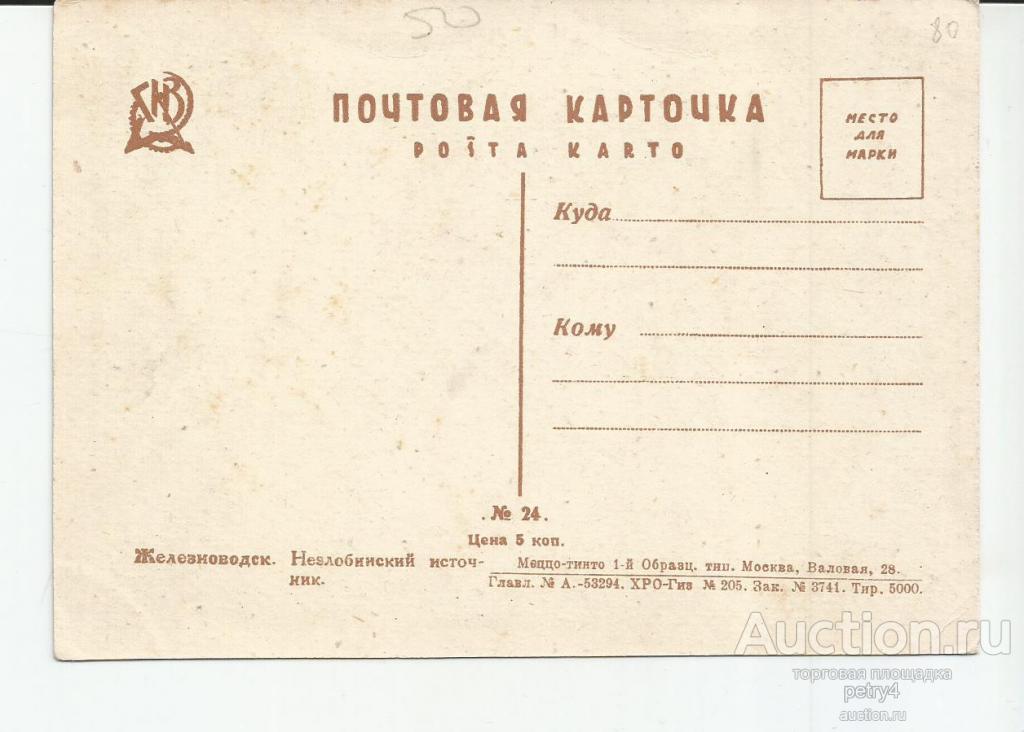 50
80
ГИЗ
ПОЧТОВАЯ КАРТОЧКА
POŜTA KARTO
МЕСТО
ДЛЯ
МАРКИ
Куда
Кому
№ 24.
Цена 5 коп.
Железноводск. Незлобинский источ-
ник.
Меццо-тинто 1-й Образц. тип. Москва, Валовая, 28.
Главл. № А.-53294. ХРО-Гиз № 205. Зак. № 3741. Тир. 5000.
Auction.ru
торговая площадка
petry4
auction.ru